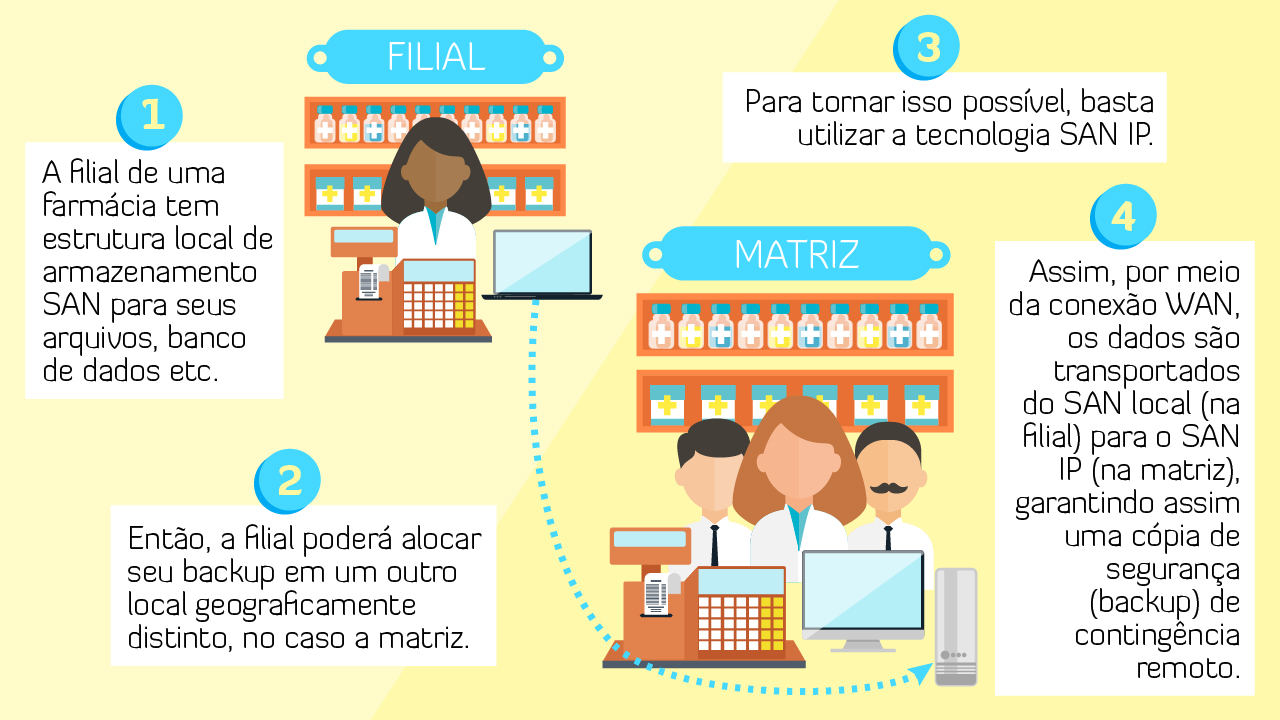 FILIAL
1
A filial de uma
farmácia tem
estrutura local de
armazenamento
SAN para seus
arquivos, banco
de dados etc.
2
Então, a filial poderá alocar
seu backup em um outro
local geograficamente
distinto, no caso a matriz.
3
Para tornar isso possível, basta
utilizar a tecnologia SAN IP.
MATRIZ
4
Assim, por meio
da conexão WAN,
os dados são
transportados
do SAN local (na
filial) para o SAN
IP (na matriz),
garantindo assim
uma cópia de
segurança
(backup) de
contingência
remoto.